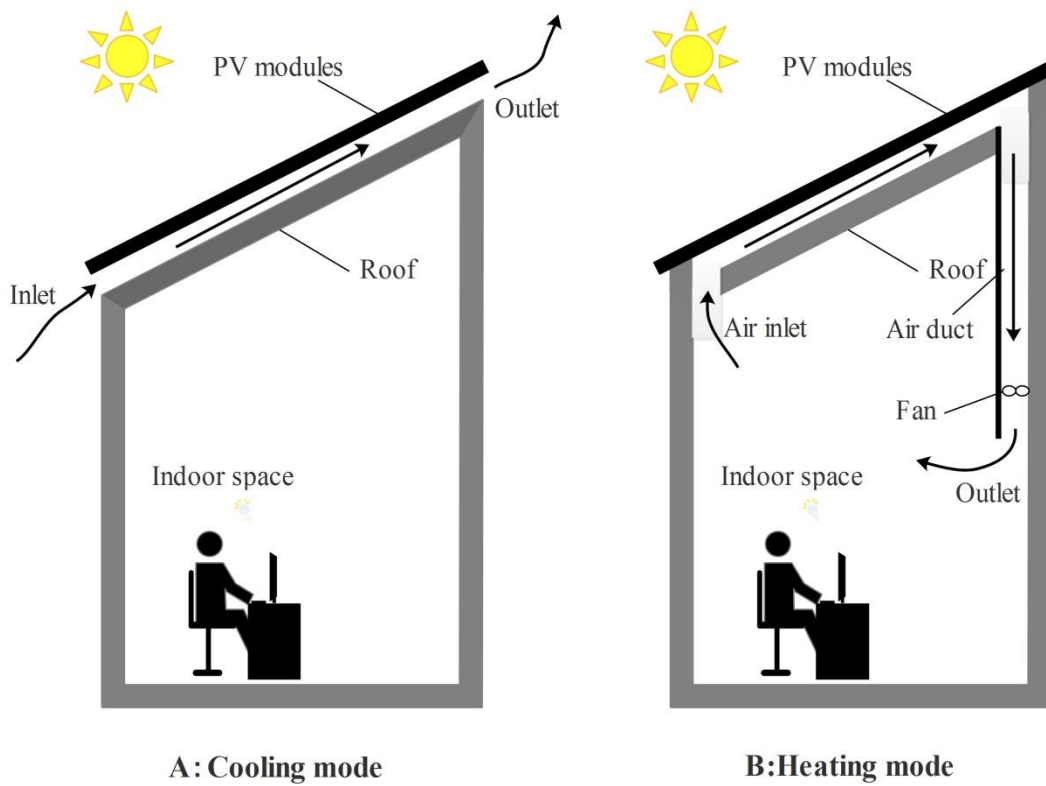 PV modules
Outlet
Roof
Inlet
Indoor space
A: Cooling mode
PV modules
Roof
Air inlet
Air duct
Fan
Indoor space
Outlet
B:Heating mode